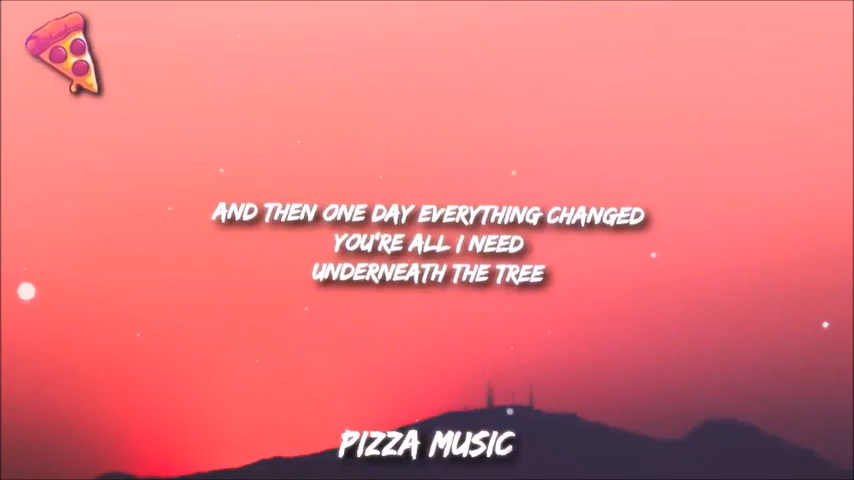 AND THEN ONE DAY EVERYTHING CHANGED
YOU'RE ALL I NEED
UNDERNEATH THE TREE
PIZZA MUSIC